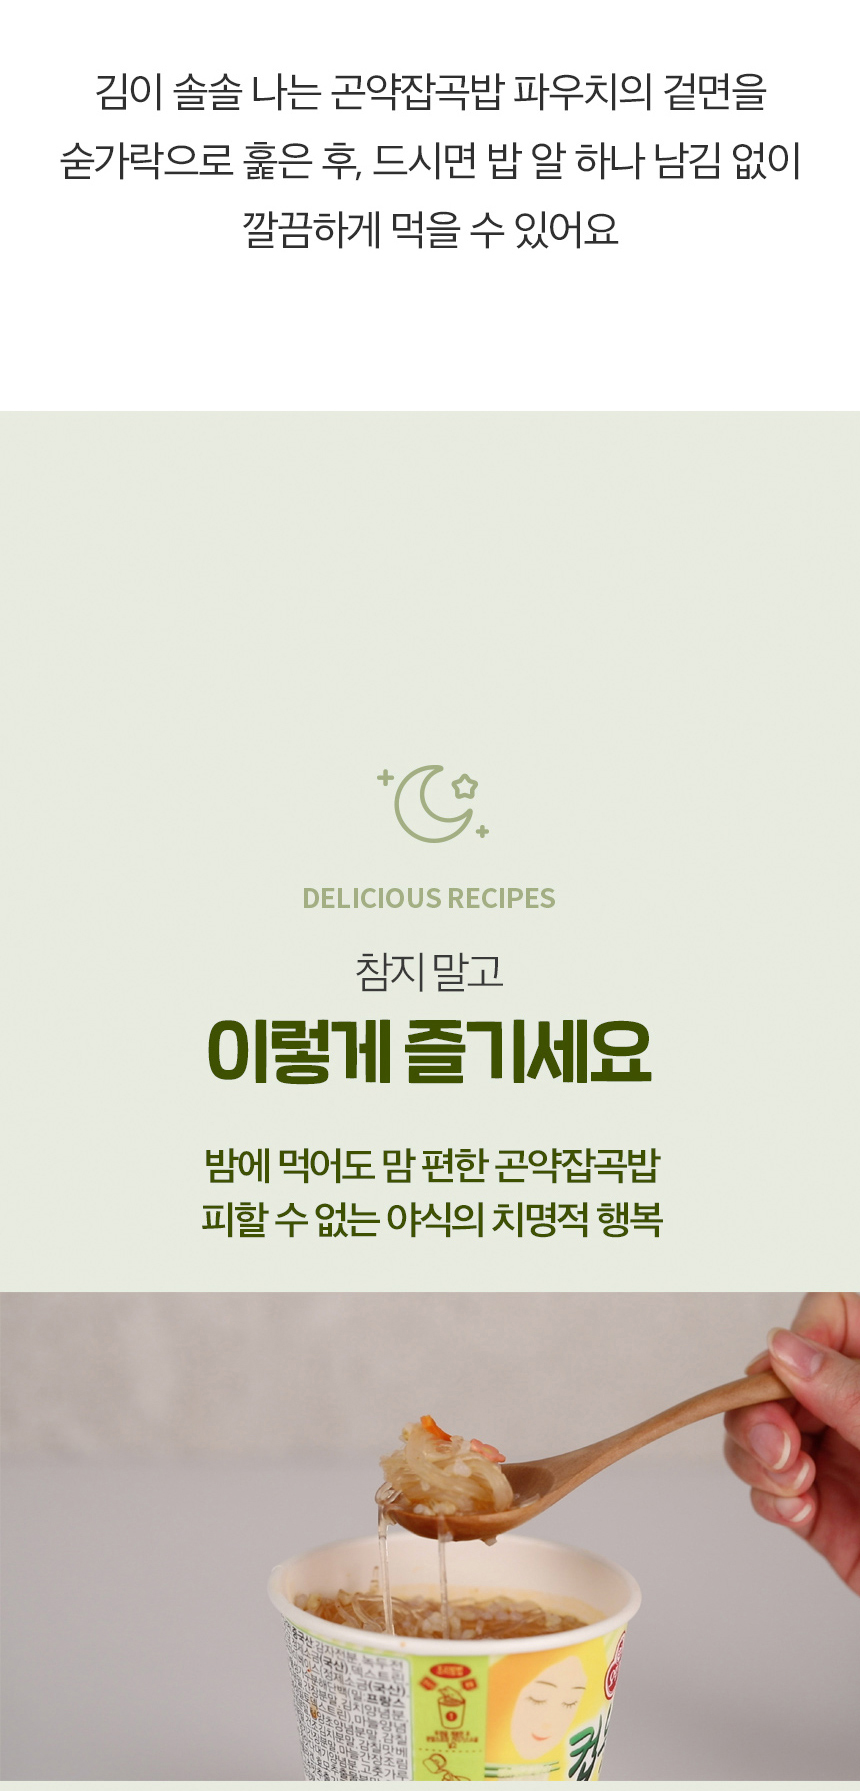 김이 솔솔 나는 곤약잡곡밥 파우치의 겉면을
숟가락으로 훑은 후, 드시면 밥 알 하나 남김 없이
깔끔하게 먹을 수 있어요
DELICIOUS RECIPES
참지 말고
이렇게 즐기세요
밤에 먹어도 맘 편한 곤약잡곡밥
피할 수 없는 야식의 치명적 행복